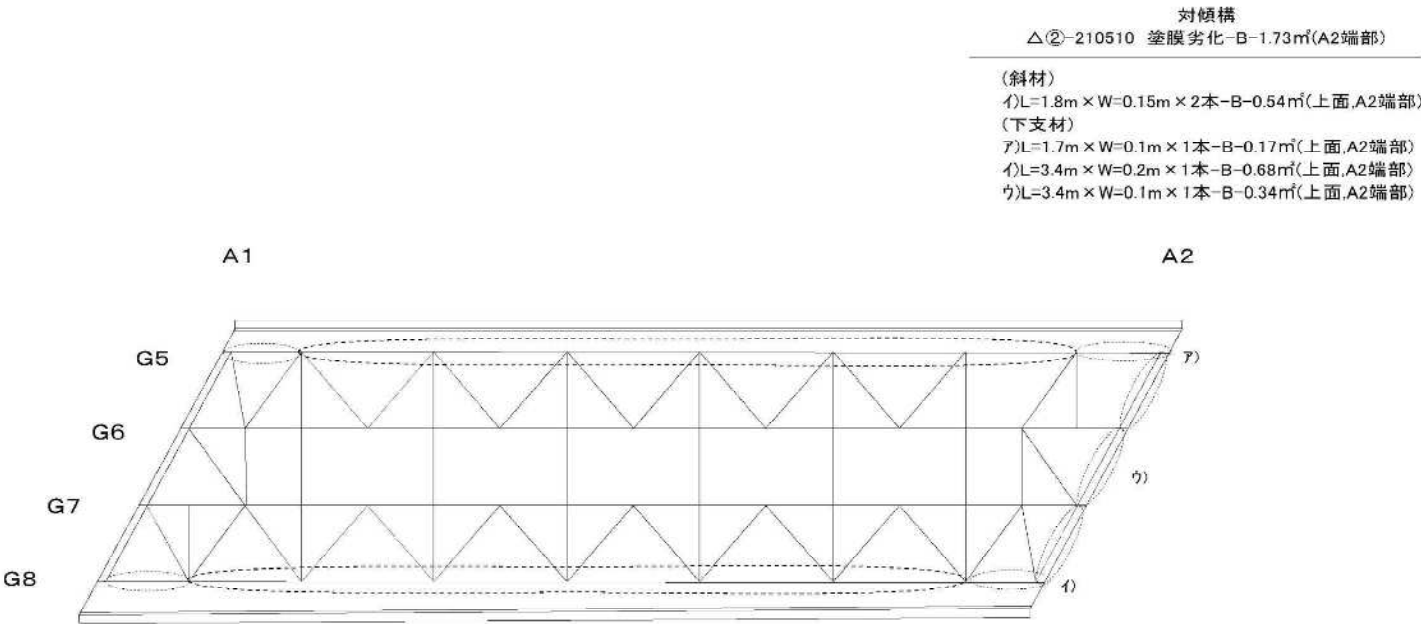 対傾構
△②-210510 塗膜劣化-B-1.73㎡(A2端部)
(斜材)
イ)L=1.8m×W=0.15m×2本-B-0.54㎡(上面,A2端部)
(下支材)
ア)L=1.7m×W=0.1m×1本-B-0.17㎡(上面,A2端部)
イ)L=3.4m×W=0.2m×1本-B-0.68㎡(上面,A2端部)
ウ)L=3.4m×W=0.1m×1本-B-0.34㎡(上面,A2端部)
A1
A2
G5
ア)
G6
ウ)
G7
G8
イ)